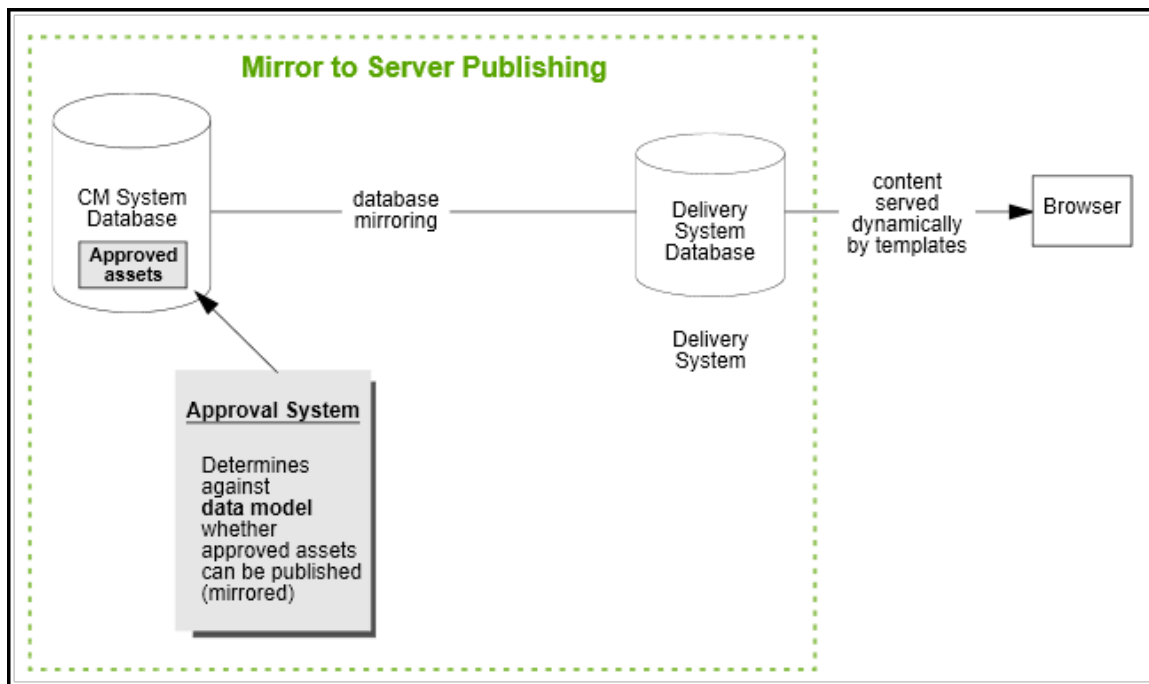 Mirror to Server Publishing
CM System
Database
Approved
assets
database
mirroring
Delivery
System
Database
content
served
dynamically
by templates
Browser
Delivery
System
Approval System
Determines
against
data model
whether
approved assets
can be published
(mirrored)